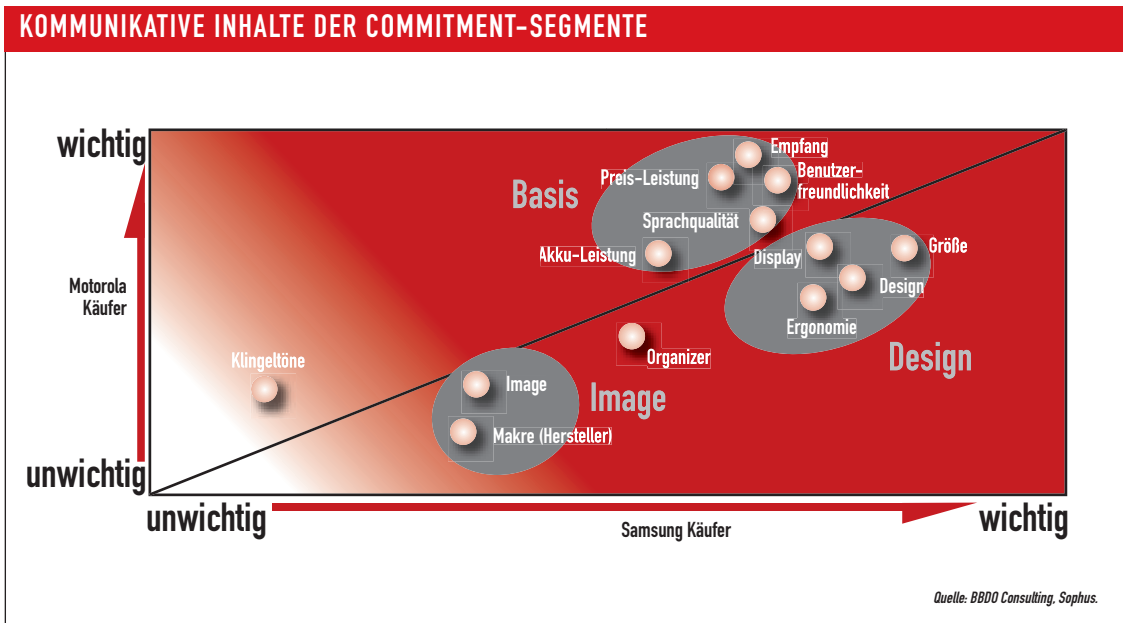 KOMMUNIKATIVE INHALTE DER COMMITMENT-SEGMENTE
wichtig
Empfang
Preis-Leistung
Benutzer-
freundlichkeit
Basis
Sprachqualität
Akku-Leistung
Display
Größe
Motorola
Käufer
Design
Ergonomie
Organizer
Design
Klingeltöne
Image
Image
Makre (Hersteller)
unwichtig
unwichtig
Samsung Käufer
wichtig
Quelle: BBDO Consulting, Sophus.